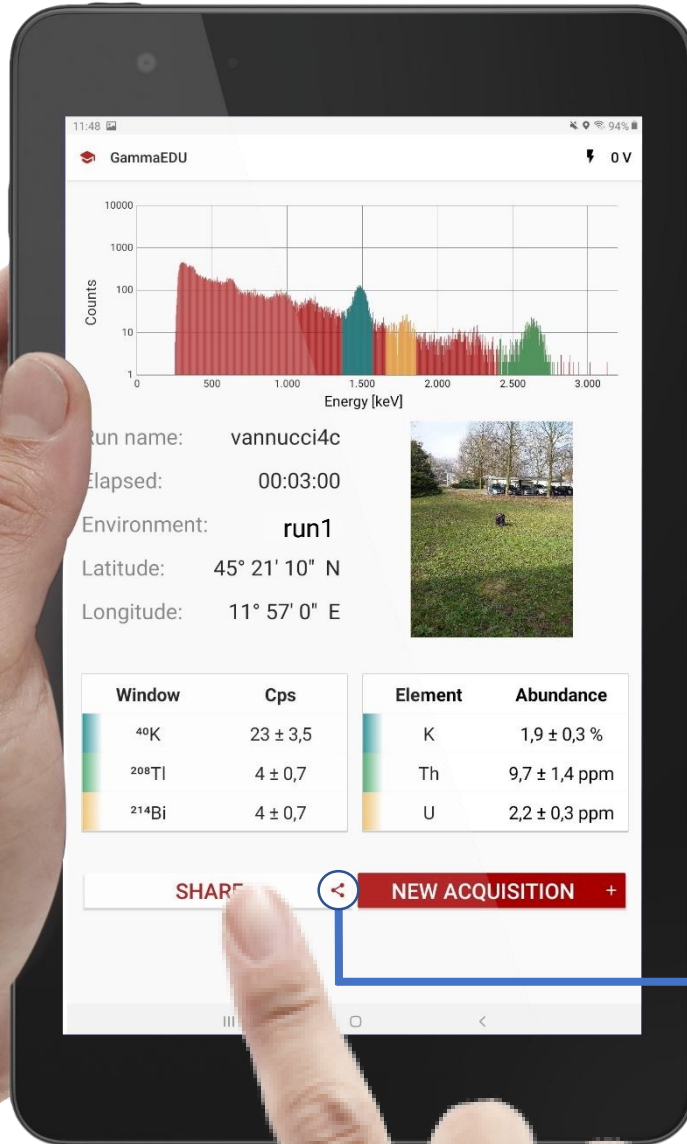 11:48 94%
GammaEDU 0 V
10000
1000
100
10
1
Counts
0 500 1.000 1.500 2.000 2.500 3.000
Energy [keV]
Run name: vannucci4c
Elapsed: 00:03:00
Environment: run1
Latitude: 45° 21' 10" N
Longitude: 11° 57' 0" E
Window Cps
⁴⁰K 23 ± 3,5
²⁰⁸Tl 4 ± 0,7
²¹⁴Bi 4 ± 0,7
Element Abundance
K 1,9 ± 0,3 %
Th 9,7 ± 1,4 ppm
U 2,2 ± 0,3 ppm
SHARE
NEW ACQUISITION +